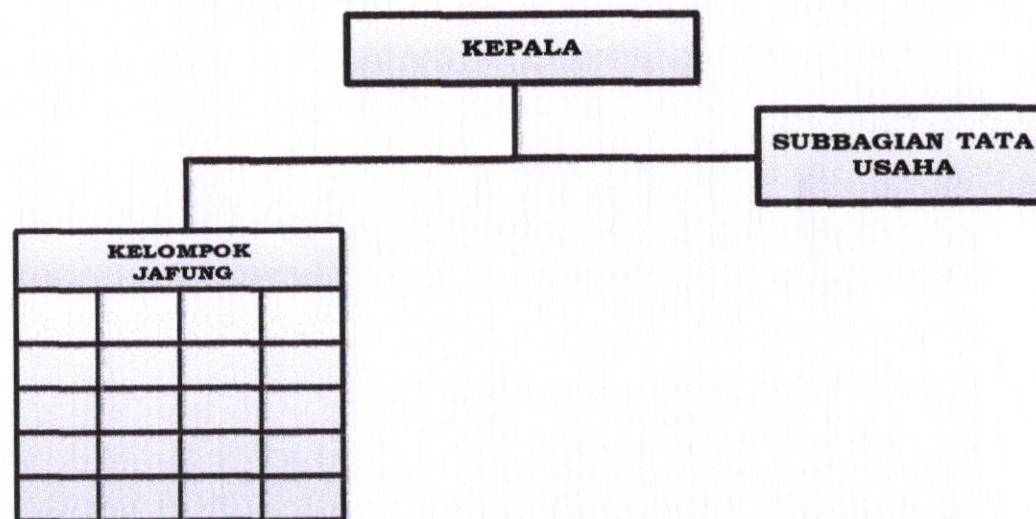 KEPALA
SUBBAGIAN TATA
USAHA
KELOMPOK
JAFUNG